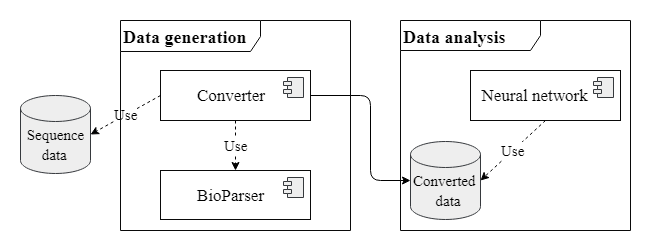 Data generation
Data analysis
Converter
Neural network
Use
Sequence
data
Use
Use
BioParser
Converted
data